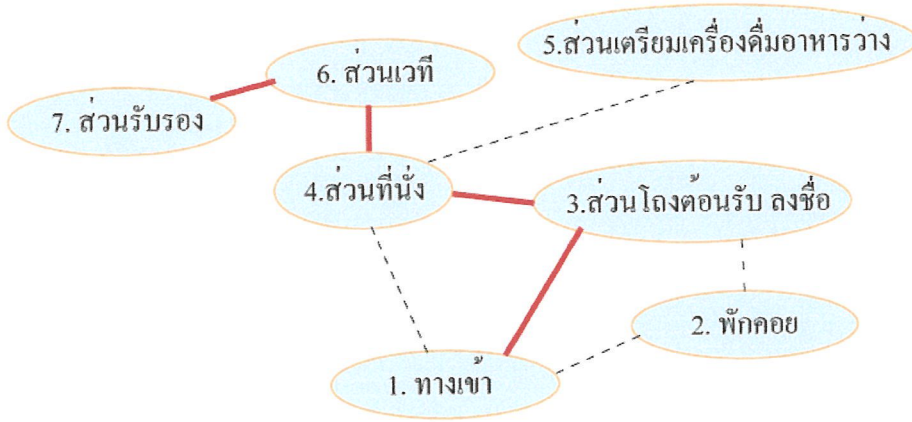 5.ส่วนเตรียมเครื่องดื่มอาหารว่าง
6. ส่วนเวที
7. ส่วนรับรอง
4.ส่วนที่นั่ง
3.ส่วนโถงต้อนรับ ลงชื่อ
2. พักคอย
1. ทางเข้า